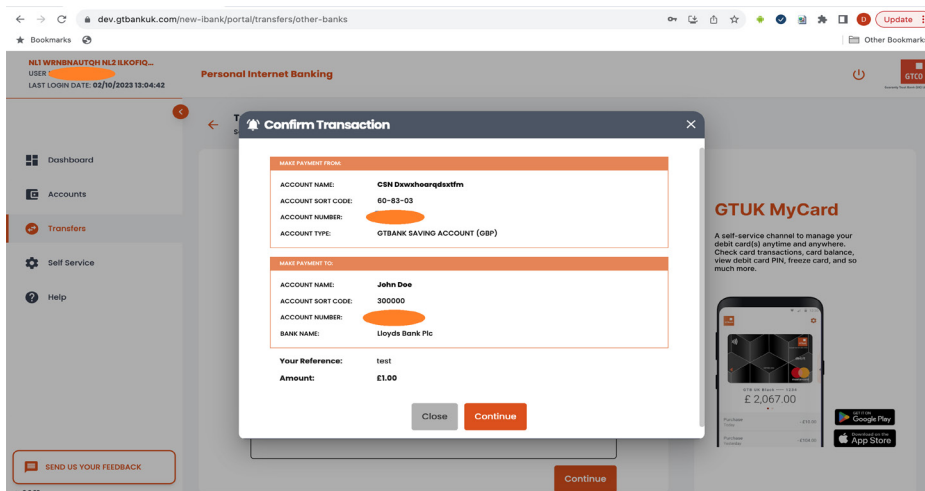 dev.gtbankuk.com/new-ibank/portal/transfers/other-banks
D
Update
Bookmarks
Other Bookmarks
NL1 WRNBNAUTQH NL2 ILKOFIQ...
USER
LAST LOGIN DATE: 02/10/2023 13:04:42
Personal Internet Banking
GTCO
Dashboard
Accounts
Transfers
Self Service
Help
SEND US YOUR FEEDBACK
T
S
Confirm Transaction
MAKE PAYMENT FROM:
ACCOUNT NAME: CSN Dxwxhoarqdsxtfm
ACCOUNT SORT CODE: 60-83-03
ACCOUNT NUMBER:
ACCOUNT TYPE: GTBANK SAVING ACCOUNT (GBP)
MAKE PAYMENT TO:
ACCOUNT NAME: John Doe
ACCOUNT SORT CODE: 300000
ACCOUNT NUMBER:
BANK NAME: Lloyds Bank Plc
Your Reference: test
Amount: £1.00
Close Continue
Continue
GTUK MyCard
A self-service channel to manage your
debit card(s) anytime and anywhere.
Check card transactions, card balance,
view debit card PIN, freeze card, and so
much more.
£ 2,067.00
Purchase
Purchase
GET IT ON
Google Play
Download on the
App Store